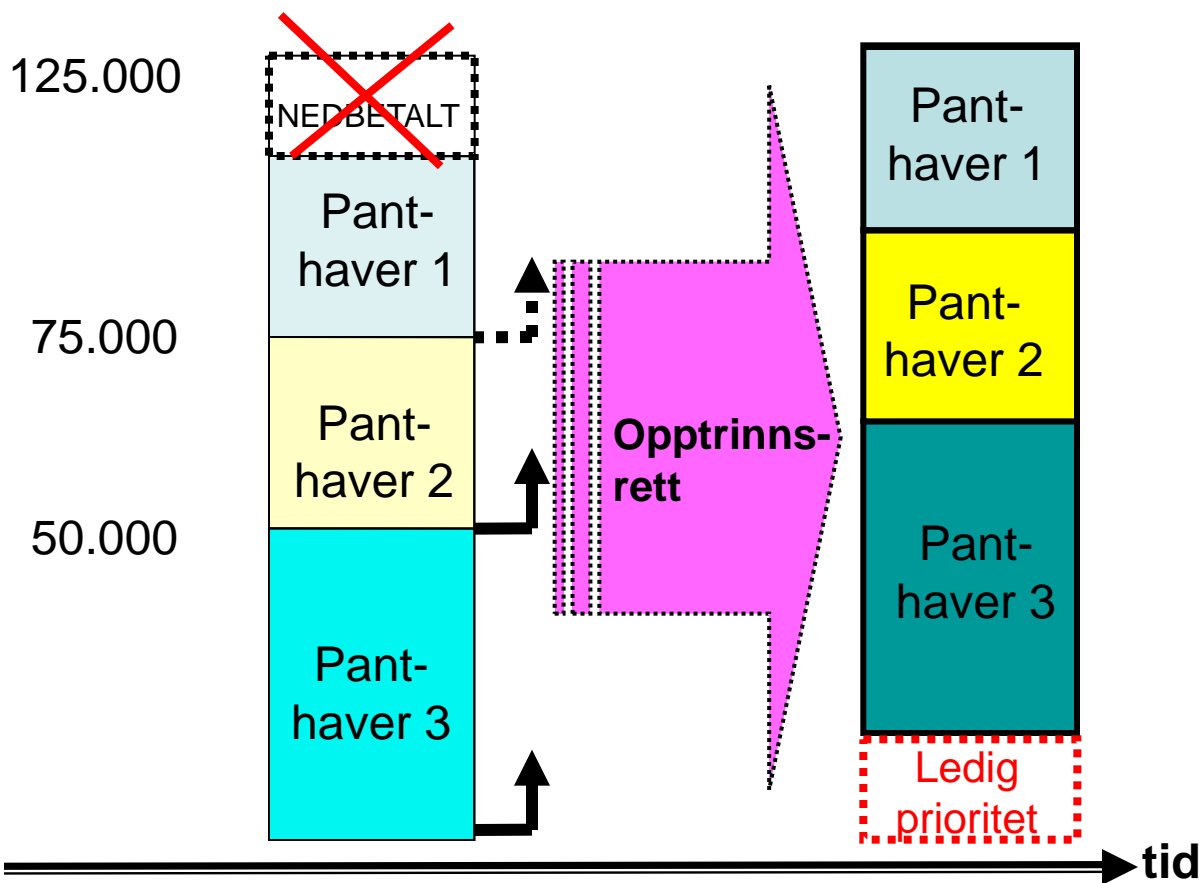 125.000
NEDBETALT
Pant-
haver 1
75.000
Pant-
haver 2
50.000
Pant-
haver 3
Opptrinns-
rett
Pant-
haver 1
Pant-
haver 2
Pant-
haver 3
Ledig
prioritet
tid